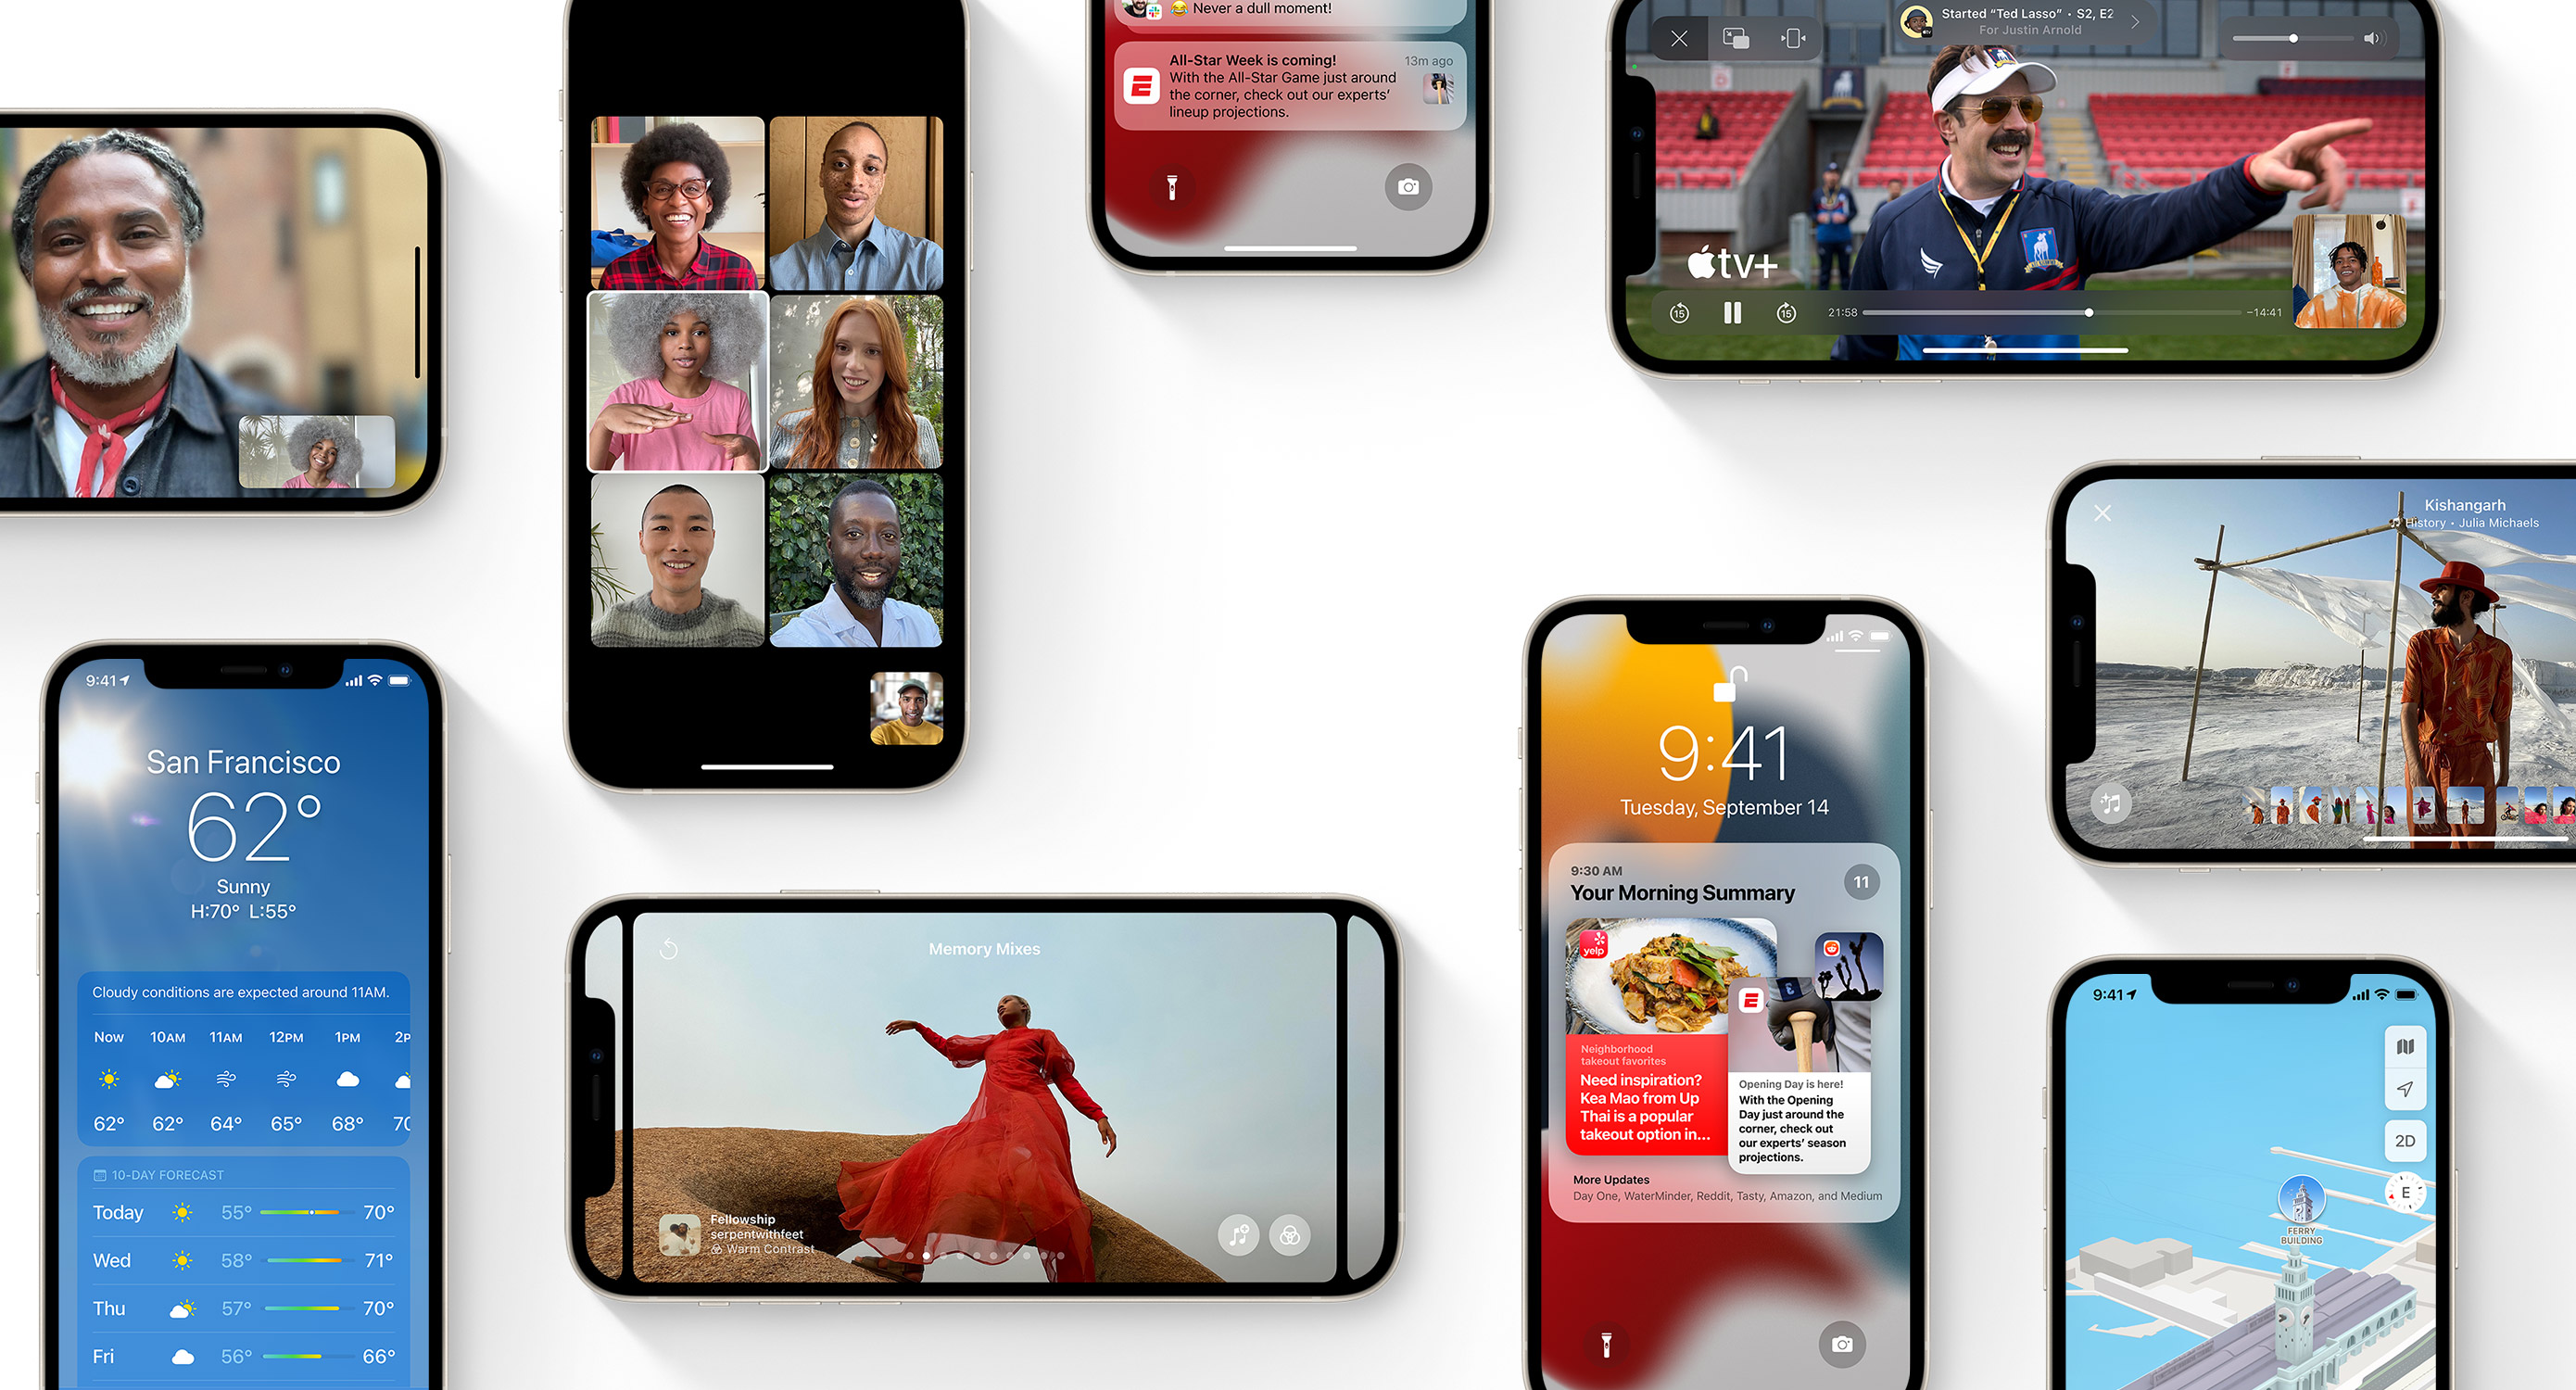 😂 Never a dull moment!
All-Star Week is coming!
13m ago
With the All-Star Game just around
the corner, check out our experts'
lineup projections.
Started “Ted Lasso” • S2, E2
For Justin Arnold
tv+
15
15
21:58
−14:41
Kishangarh
History • Julia Michaels
9:41
San Francisco
62°
Sunny
H:70° L:55°
Cloudy conditions are expected around 11AM.
Now 10AM 11AM 12PM 1PM 2P
62° 62° 64° 65° 68° 70
10-DAY FORECAST
Today 55° 70°
Wed 58° 71°
Thu 57° 70°
Fri 56° 66°
Memory Mixes
Fellowship
serpentwithfeet
Warm Contrast
9:41
Tuesday, September 14
9:30 AM
Your Morning Summary
11
yelp
Neighborhood
takeout favorites
Need inspiration?
Kea Mao from Up
Thai is a popular
takeout option in...
Opening Day is here!
With the Opening
Day just around the
corner, check out
our experts' season
projections.
More Updates
Day One, WaterMinder, Reddit, Tasty, Amazon, and Medium
9:41
2D
E
FERRY
BUILDING